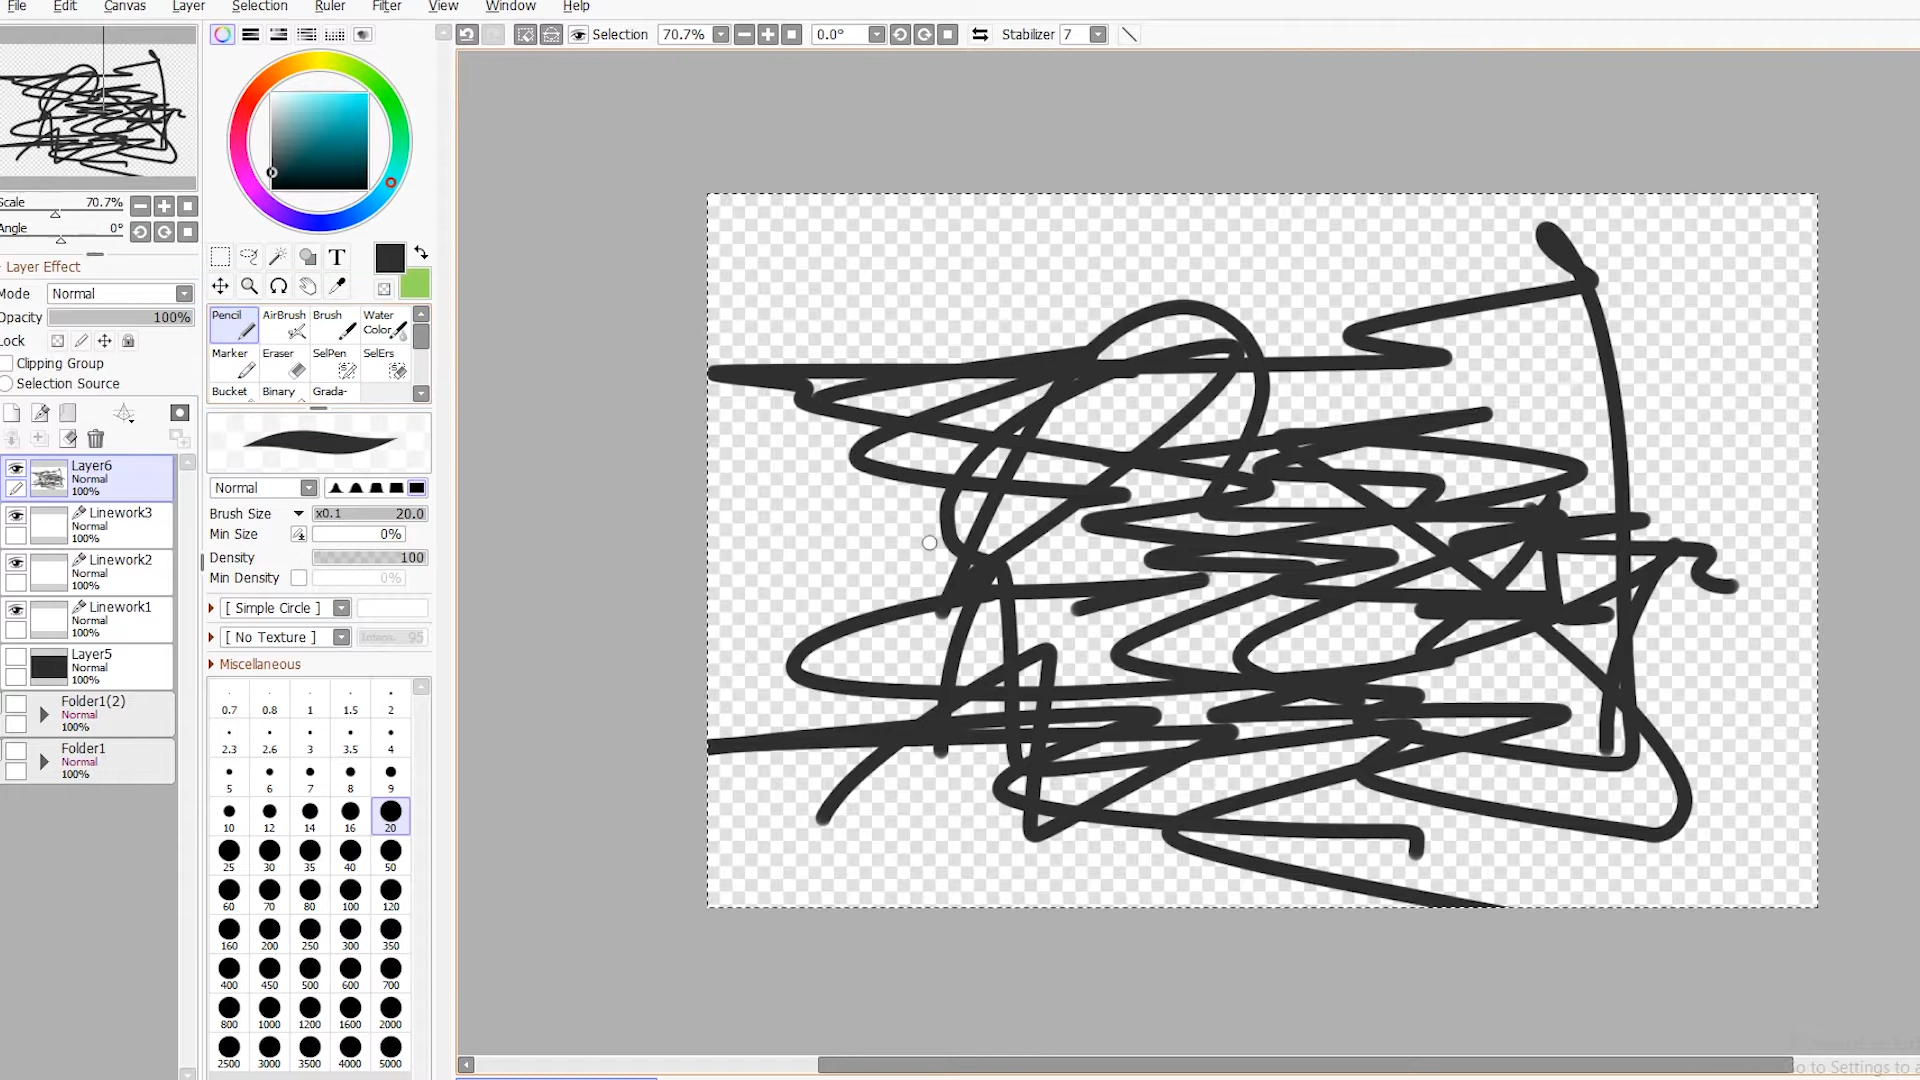 File Edit Canvas Layer Selection Ruler Filter View Window Help
Selection 70.7% 0.0° Stabilizer 7
Scale 70.7%
Angle 0°
Layer Effect
Mode Normal
Opacity 100%
Lock
Clipping Group
Selection Source
Layer6
Normal
100%
Linework3
Normal
100%
Linework2
Normal
100%
Linework1
Normal
100%
Layer5
Normal
100%
Folder1(2)
Normal
100%
Folder1
Normal
100%
T
Pencil AirBrush Brush Water Color
Marker Eraser SelPen SelErs
Bucket Binary Grada-
Normal
Brush Size x0.1 20.0
Min Size 0%
Density 100
Min Density 0%
[ Simple Circle ]
[ No Texture ] Intens. 95
Miscellaneous
0.7 0.8 1 1.5 2
2.3 2.6 3 3.5 4
5 6 7 8 9
10 12 14 16 20
25 30 35 40 50
60 70 80 100 120
160 200 250 300 350
400 450 500 600 700
800 1000 1200 1600 2000
2500 3000 3500 4000 5000
to Settings to